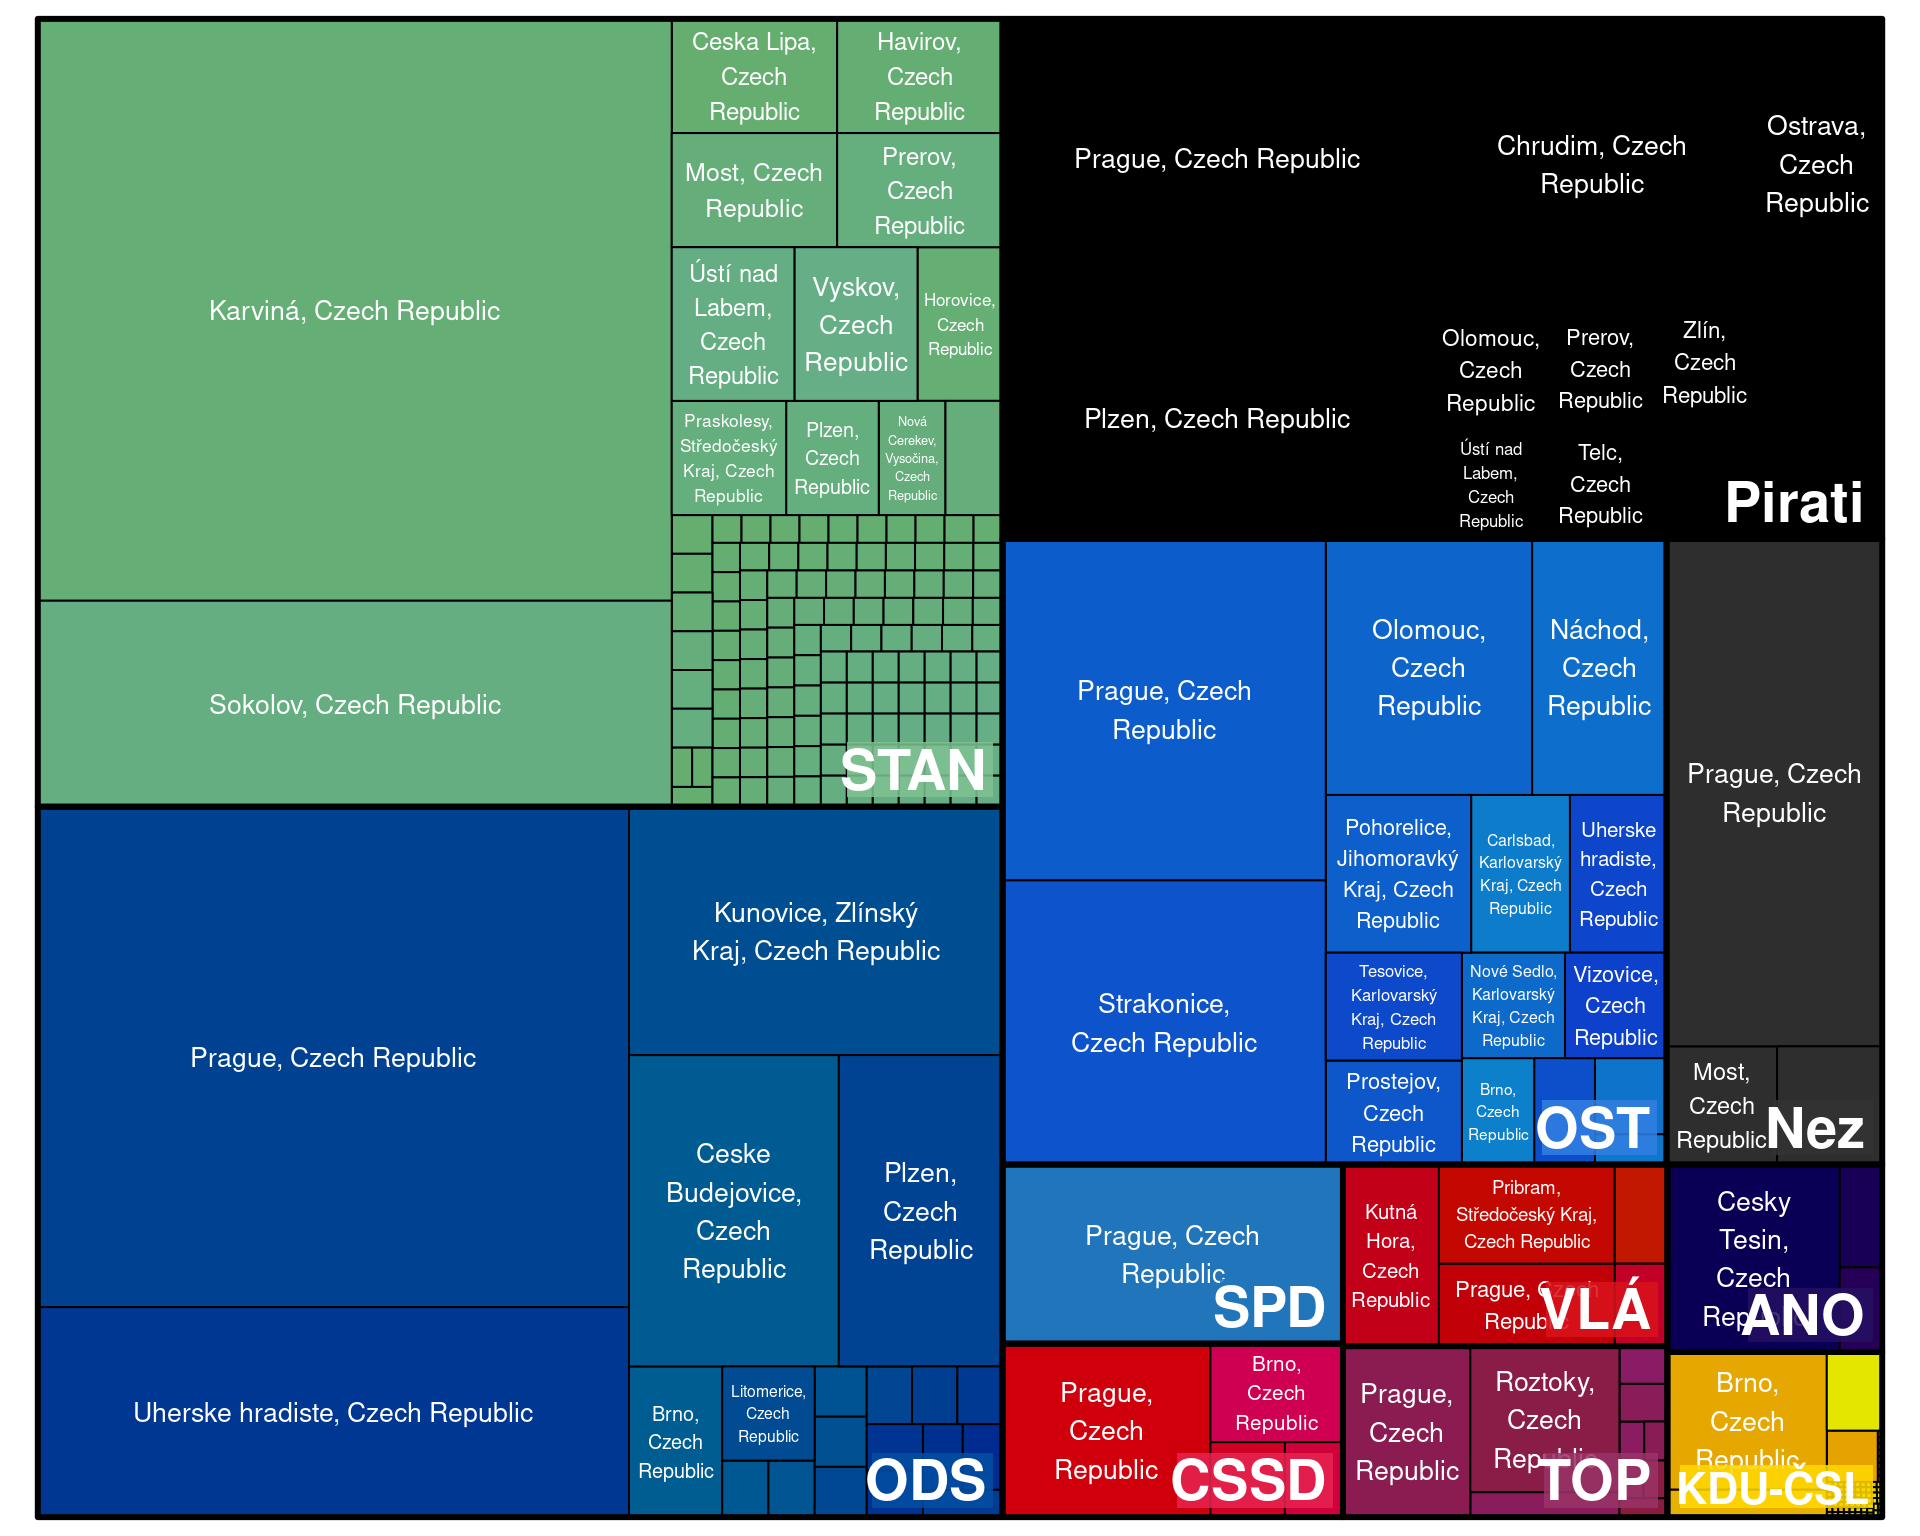 Ceska Lipa,
Czech
Republic
Havirov,
Czech
Republic
Most, Czech
Republic
Prerov,
Czech
Republic
Karviná, Czech Republic
Ústí nad
Labem,
Czech
Republic
Vyskov,
Czech
Republic
Horovice,
Czech
Republic
Praskolesy,
Středočeský
Kraj, Czech
Republic
Plzen,
Czech
Republic
Nová
Cerekev,
Vysočina,
Czech
Republic
Sokolov, Czech Republic
STAN
Prague, Czech Republic
Chrudim, Czech
Republic
Ostrava,
Czech
Republic
Plzen, Czech Republic
Olomouc,
Czech
Republic
Prerov,
Czech
Republic
Zlín,
Czech
Republic
Ústí nad
Labem,
Czech
Republic
Telc,
Czech
Republic
Pirati
Prague, Czech Republic
Kunovice, Zlínský
Kraj, Czech Republic
Ceske
Budejovice,
Czech
Republic
Plzen,
Czech
Republic
Uherske hradiste, Czech Republic
Brno,
Czech
Republic
Litomerice,
Czech
Republic
ODS
Prague, Czech
Republic
Olomouc,
Czech
Republic
Náchod,
Czech
Republic
Pohorelice,
Jihomoravký
Kraj, Czech
Republic
Carlsbad,
Karlovarský
Kraj, Czech
Republic
Uherske
hradiste,
Czech
Republic
Strakonice,
Czech Republic
Tesovice,
Karlovarský
Kraj, Czech
Republic
Nové Sedlo,
Karlovarský
Kraj, Czech
Republic
Vizovice,
Czech
Republic
Prostejov,
Czech
Republic
Brno,
Czech
Republic
OST
Prague, Czech
Republic
Most,
Czech
Republic
Nez
Prague, Czech
Republic
SPD
Kutná
Hora,
Czech
Republic
Pribram,
Středočeský Kraj,
Czech Republic
Prague, Czech
Republic
VLÁ
Cesky
Tesin,
Czech
Republic
ANO
Prague,
Czech
Republic
Brno,
Czech
Republic
CSSD
Prague,
Czech
Republic
Roztoky,
Czech
Republic
TOP
Brno,
Czech
Republic
KDU-ČSL